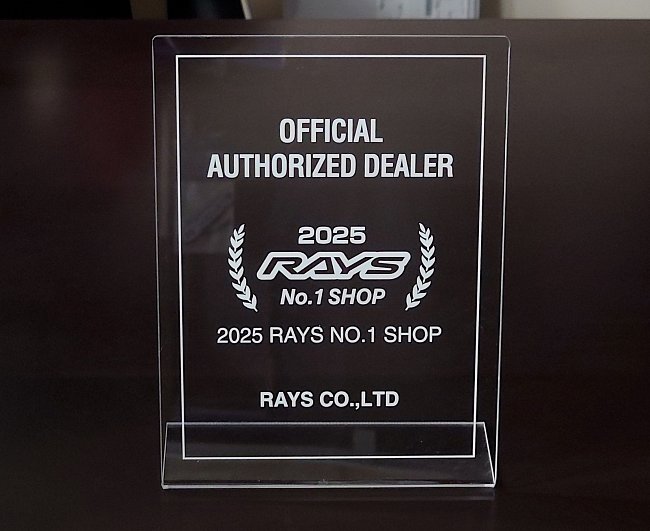 OFFICIAL
AUTHORIZED DEALER
2025
RAYS
No.1 SHOP
2025 RAYS NO.1 SHOP
RAYS CO.,LTD